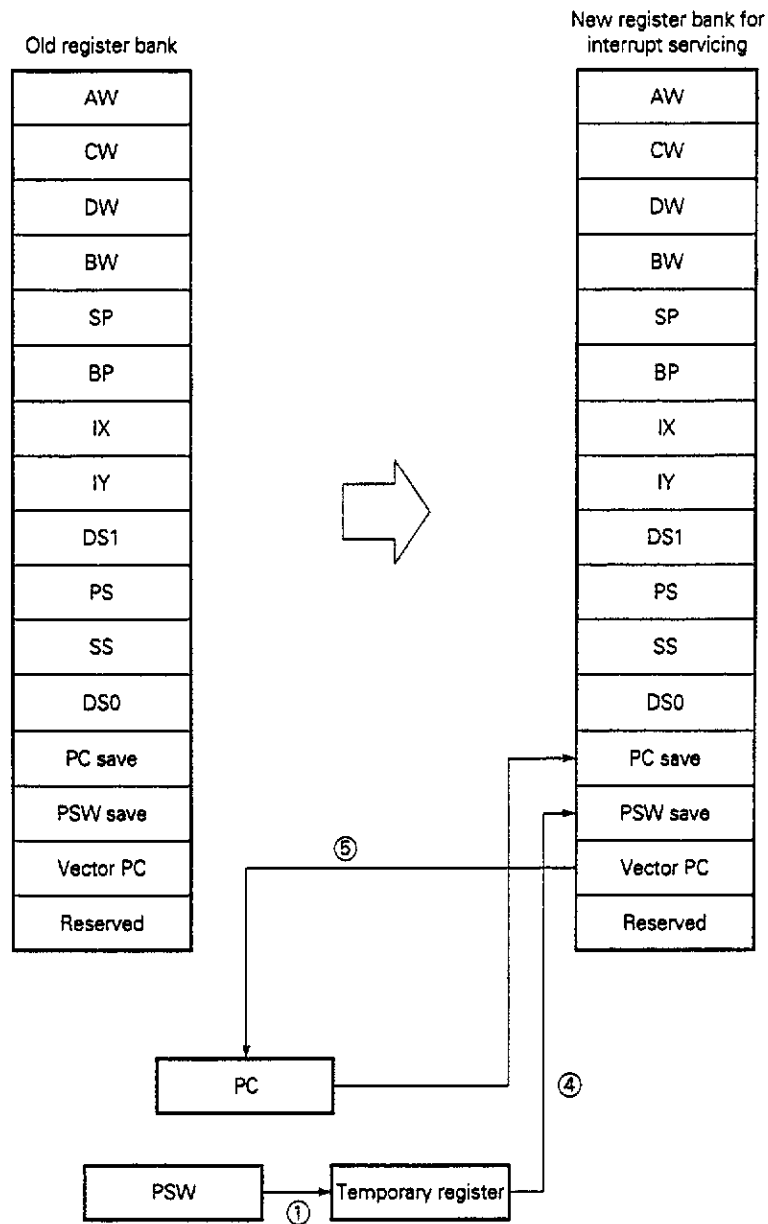 Old register bank
AW
CW
DW
BW
SP
BP
IX
IY
DS1
PS
SS
DS0
PC save
PSW save
Vector PC
Reserved
New register bank for
interrupt servicing
AW
CW
DW
BW
SP
BP
IX
IY
DS1
PS
SS
DS0
PC save
PSW save
Vector PC
Reserved
⑤
PC
④
PSW
①
Temporary register